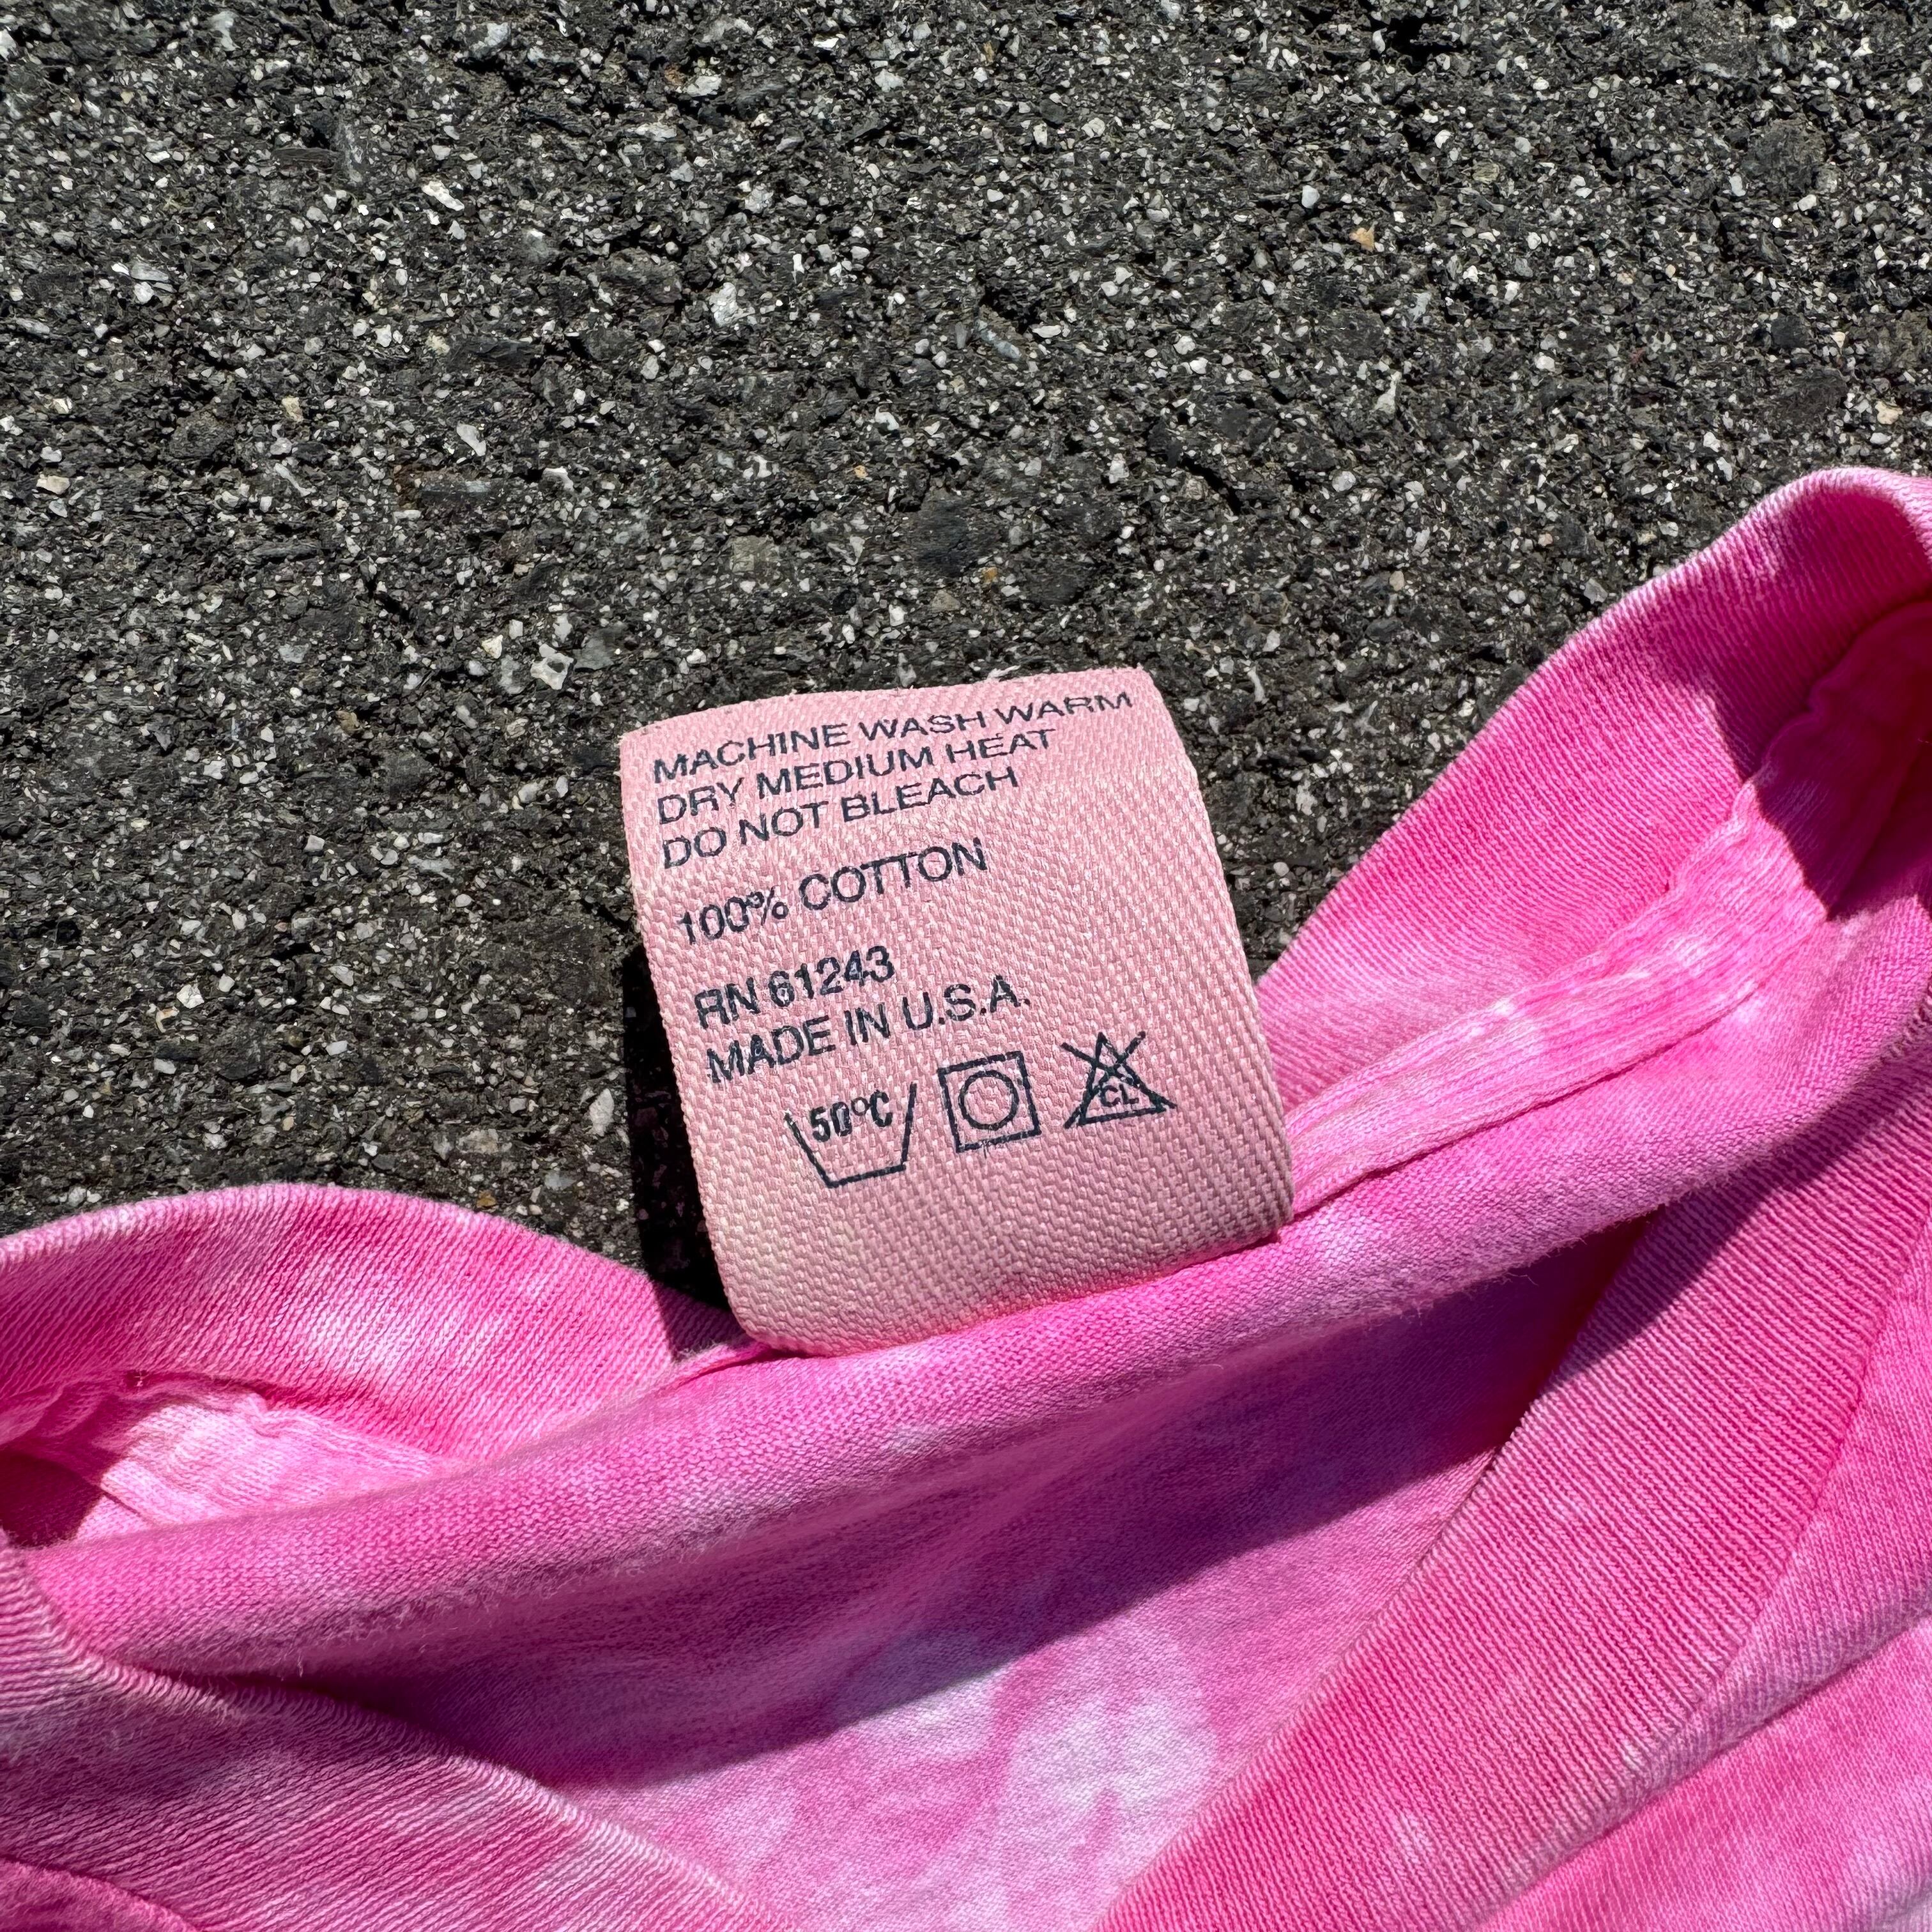 MACHINE WASH WARM
DRY MEDIUM HEAT
DO NOT BLEACH
100% COTTON
RN 61243
MADE IN U.S.A.
50°C CL